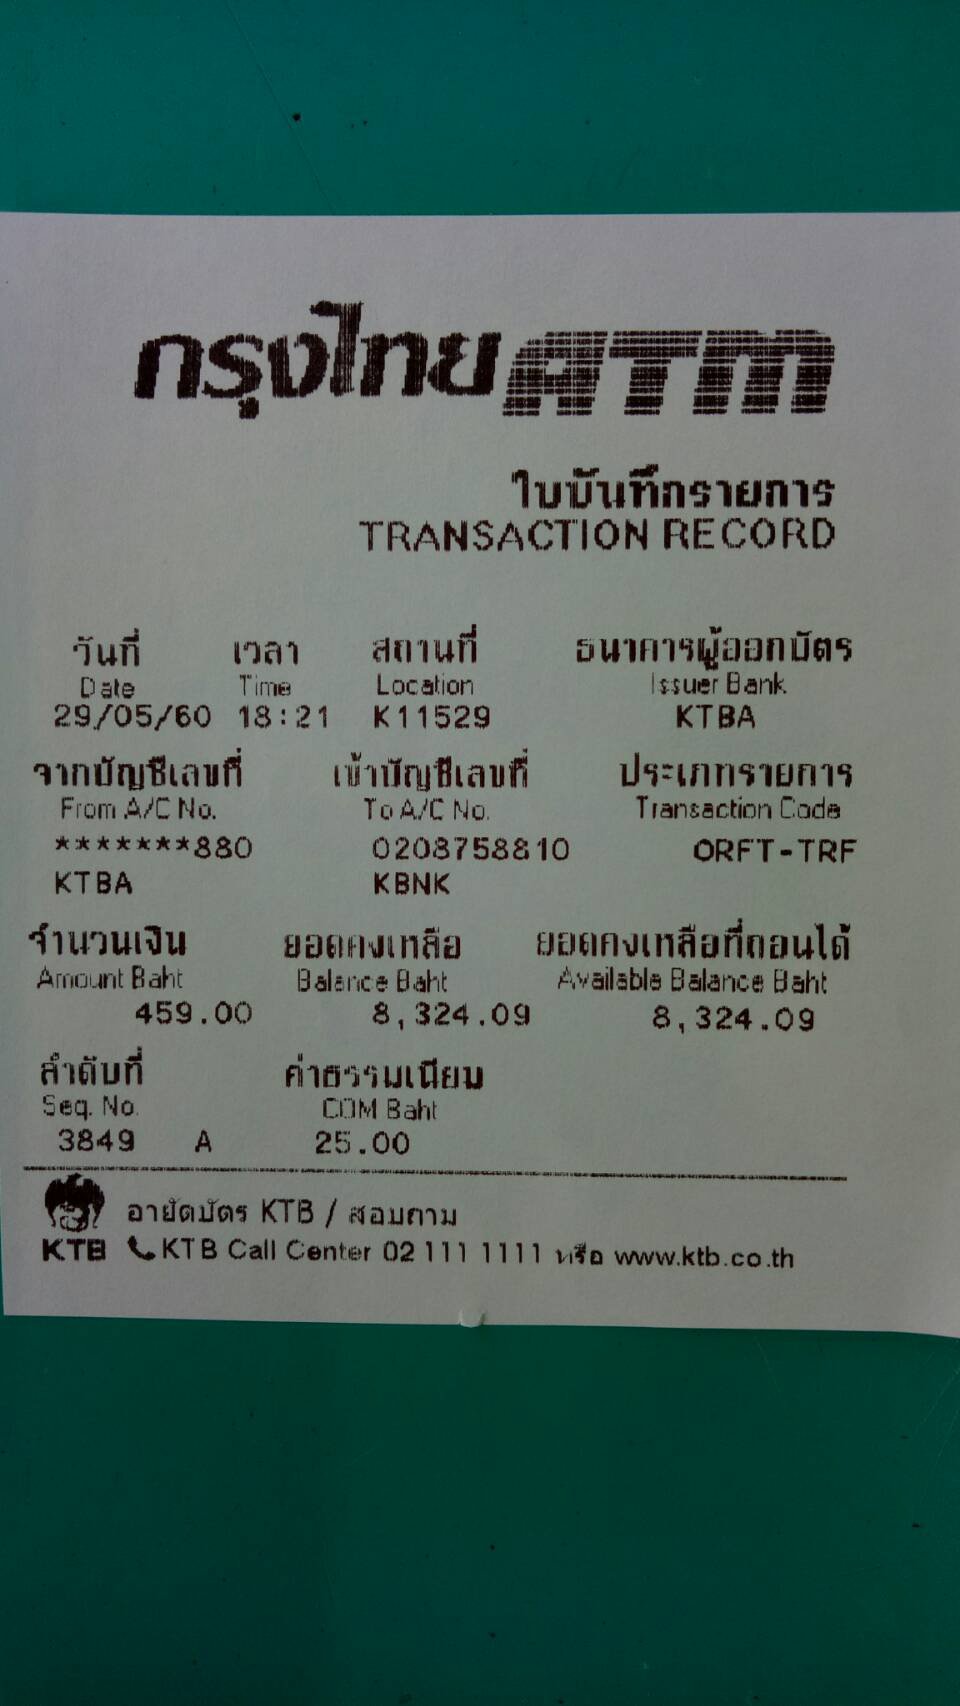 กรุงไทย ATM
ใบบันทึกรายการ
TRANSACTION RECORD
วันที่ เวลา สถานที่ ธนาคารผู้ออกบัตร
Date Time Location Issuer Bank
29/05/60 18:21 K11529 KTBA
จากบัญชีเลขที่ เข้าบัญชีเลขที่ ประเภทรายการ
From A/C No. To A/C No. Transaction Code
*******880 0208758810 ORFT-TRF
KTBA KBNK
จำนวนเงิน ยอดคงเหลือ ยอดคงเหลือที่ถอนได้
Amount Baht Balance Baht Available Balance Baht
459.00 8,324.09 8,324.09
ลำดับที่ ค่าธรรมเนียม
Seq. No. COM Baht
3849 A 25.00
อายัดบัตร KTB / สอบถาม
KTB KTB Call Center 02 111 1111 หรือ www.ktb.co.th